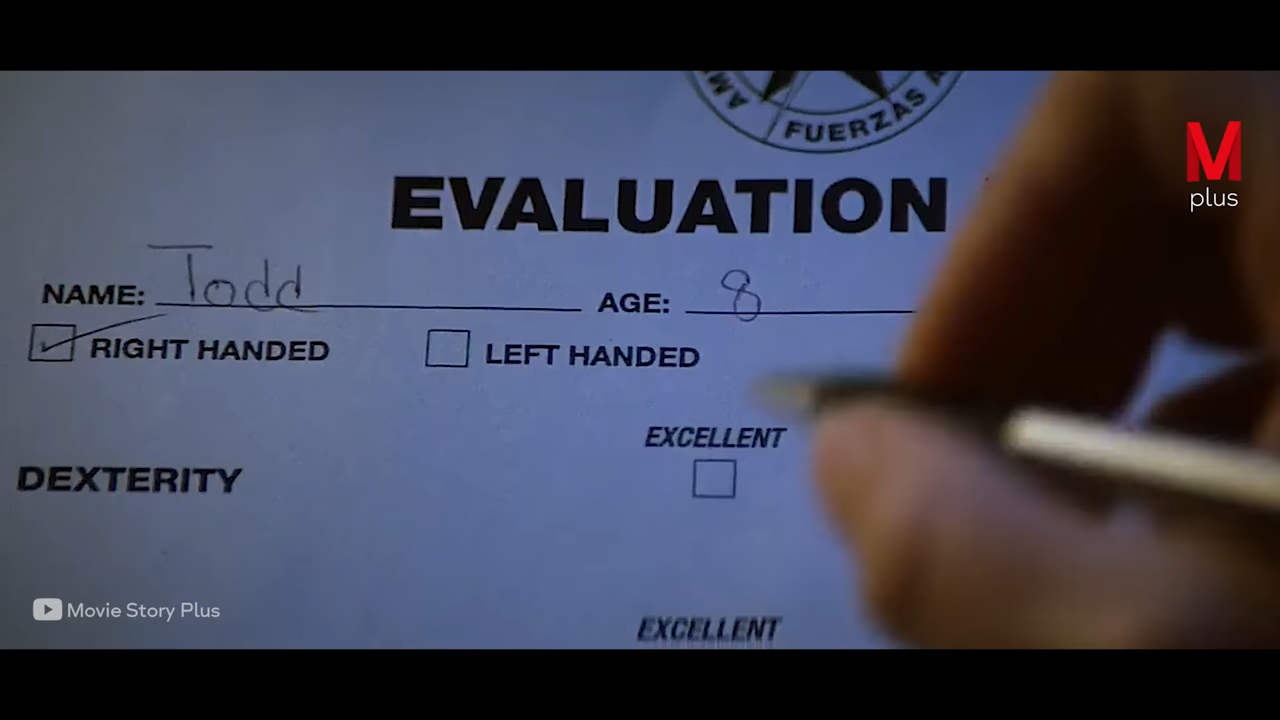 FUERZAS
M
plus
EVALUATION
NAME: Todd AGE: 8
RIGHT HANDED LEFT HANDED
EXCELLENT
DEXTERITY
Movie Story Plus
EXCELLENT